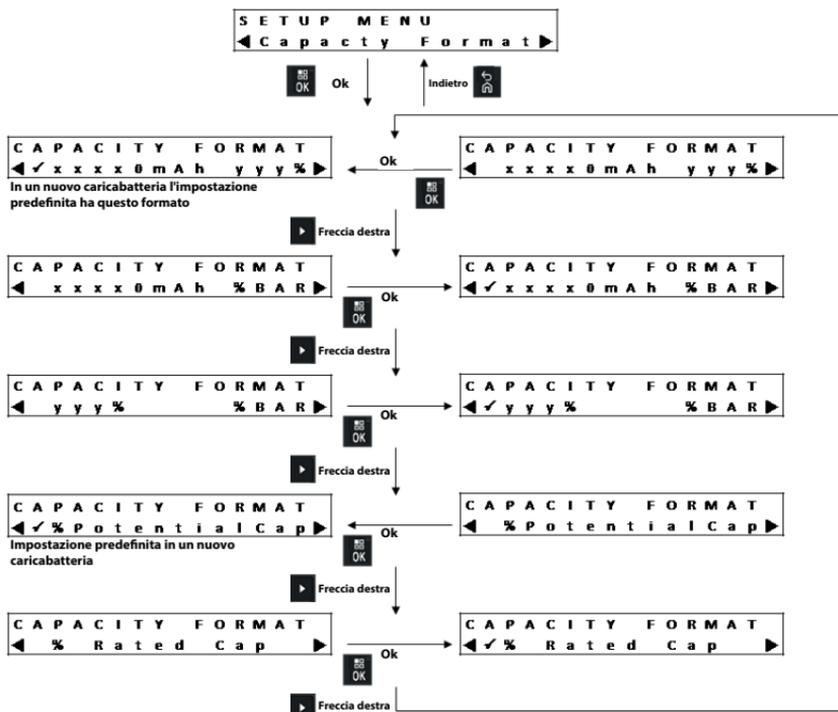 SETUP MENU
◀Capacty Format▶
OK Ok Indietro
CAPACITY FORMAT
◀✓xxxx0mAh yyy%▶
In un nuovo caricabatteria l'impostazione
predefinita ha questo formato
Ok
OK
CAPACITY FORMAT
◀ xxxx0mAh yyy%▶
Freccia destra
CAPACITY FORMAT
◀ xxxx0mAh %BAR▶
Ok
OK
CAPACITY FORMAT
◀✓xxxx0mAh %BAR▶
Freccia destra
CAPACITY FORMAT
◀ yyy% %BAR▶
Ok
OK
CAPACITY FORMAT
◀✓yyy% %BAR▶
Freccia destra
CAPACITY FORMAT
◀✓%PotentialCap▶
Impostazione predefinita in un nuovo
caricabatteria
Ok
OK
CAPACITY FORMAT
◀ %PotentialCap▶
Freccia destra
CAPACITY FORMAT
◀ % Rated Cap ▶
Ok
OK
CAPACITY FORMAT
◀✓% Rated Cap ▶
Freccia destra